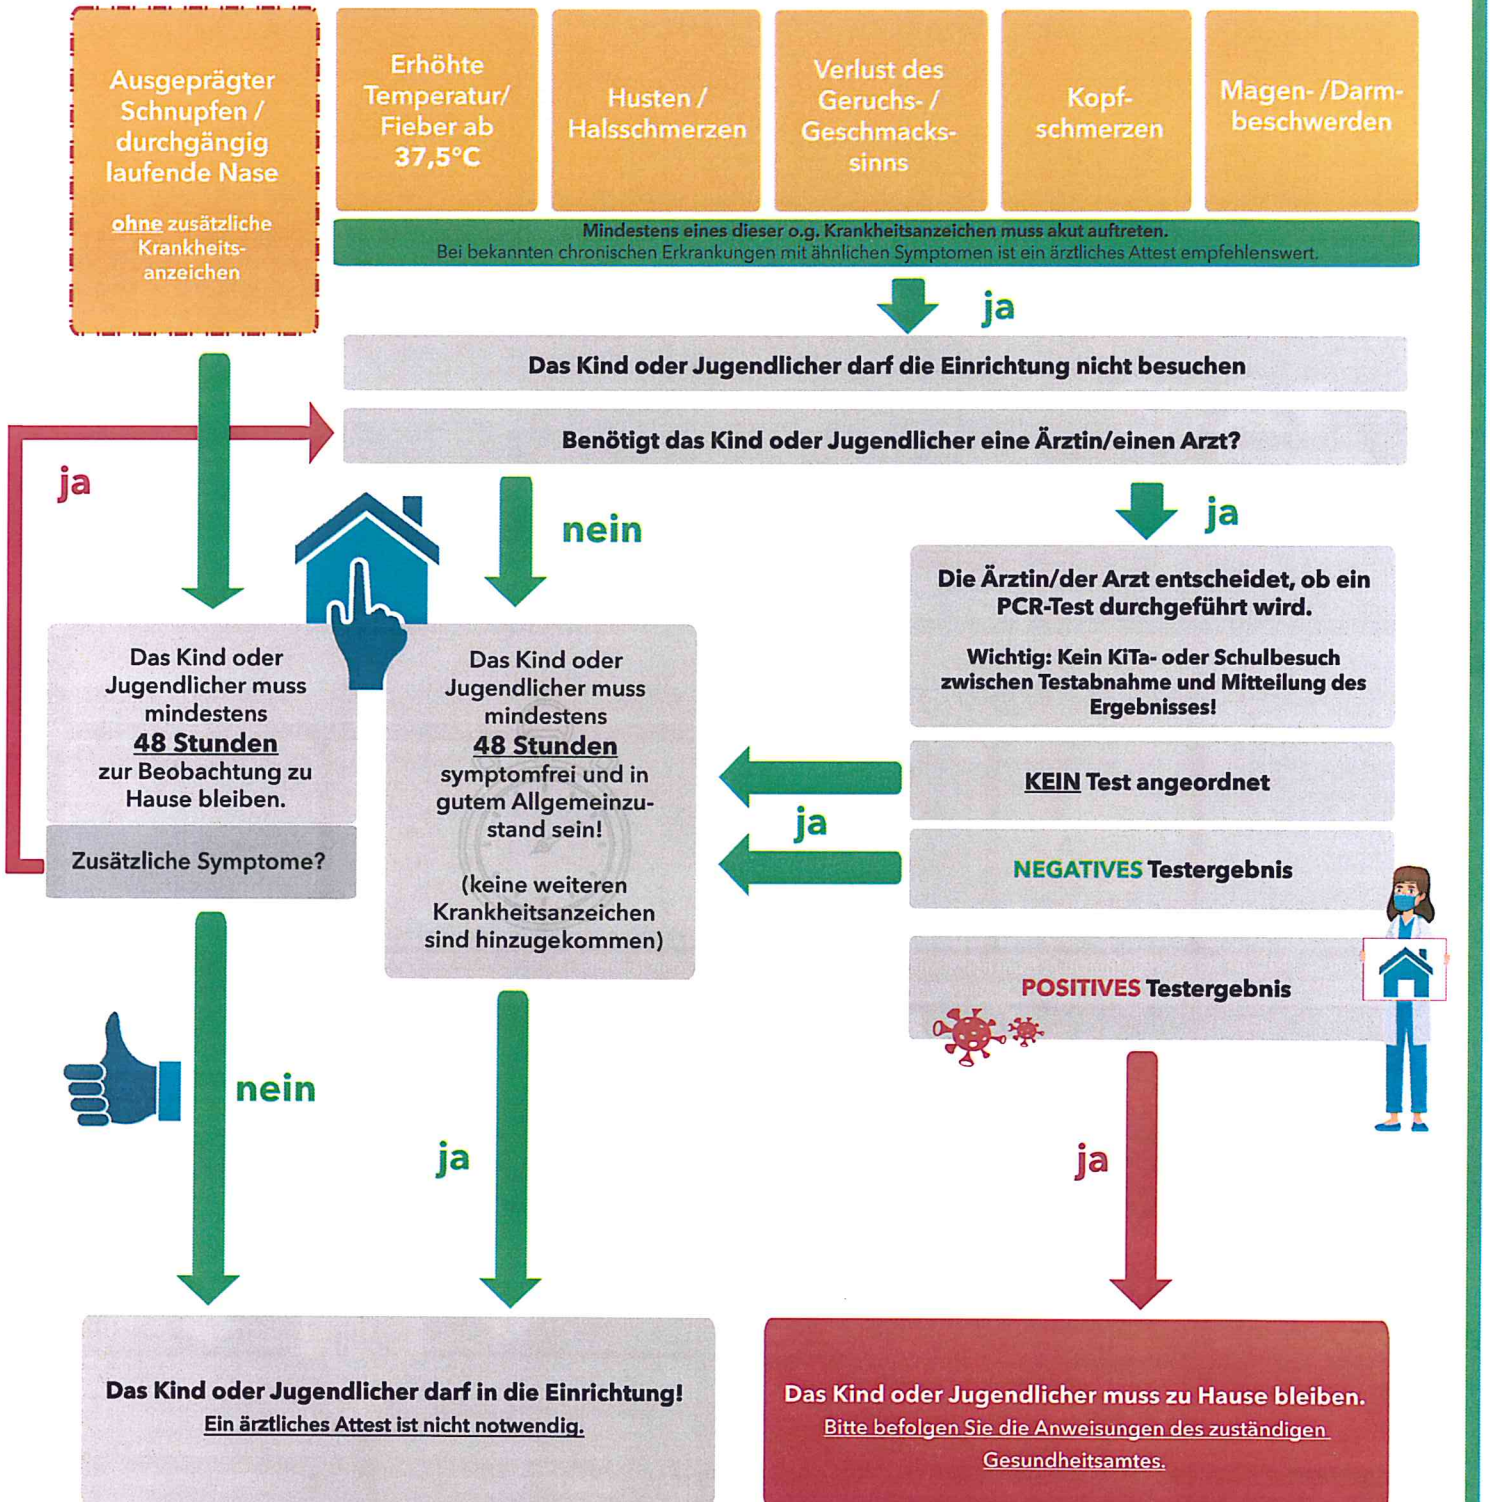 Ausgeprägter
Schnupfen /
durchgängig
laufende Nase
ohne zusätzliche
Krankheits-
anzeichen
Erhöhte
Temperatur/
Fieber ab
37,5°C
Husten /
Halsschmerzen
Verlust des
Geruchs- /
Geschmacks-
sinns
Kopf-
schmerzen
Magen- /Darm-
beschwerden
Mindestens eines dieser o.g. Krankheitsanzeichen muss akut auftreten.
Bei bekannten chronischen Erkrankungen mit ähnlichen Symptomen ist ein ärztliches Attest empfehlenswert.
ja
Das Kind oder Jugendlicher darf die Einrichtung nicht besuchen
Benötigt das Kind oder Jugendlicher eine Ärztin/einen Arzt?
ja
nein
ja
Die Ärztin/der Arzt entscheidet, ob ein
PCR-Test durchgeführt wird.
Wichtig: Kein KiTa- oder Schulbesuch
zwischen Testabnahme und Mitteilung des
Ergebnisses!
Das Kind oder
Jugendlicher muss
mindestens
48 Stunden
zur Beobachtung zu
Hause bleiben.
Zusätzliche Symptome?
Das Kind oder
Jugendlicher muss
mindestens
48 Stunden
symptomfrei und in
gutem Allgemeinzu-
stand sein!
(keine weiteren
Krankheitsanzeichen
sind hinzugekommen)
KEIN Test angeordnet
ja
NEGATIVES Testergebnis
POSITIVES Testergebnis
nein
ja
ja
Das Kind oder Jugendlicher darf in die Einrichtung!
Ein ärztliches Attest ist nicht notwendig.
Das Kind oder Jugendlicher muss zu Hause bleiben.
Bitte befolgen Sie die Anweisungen des zuständigen
Gesundheitsamtes.